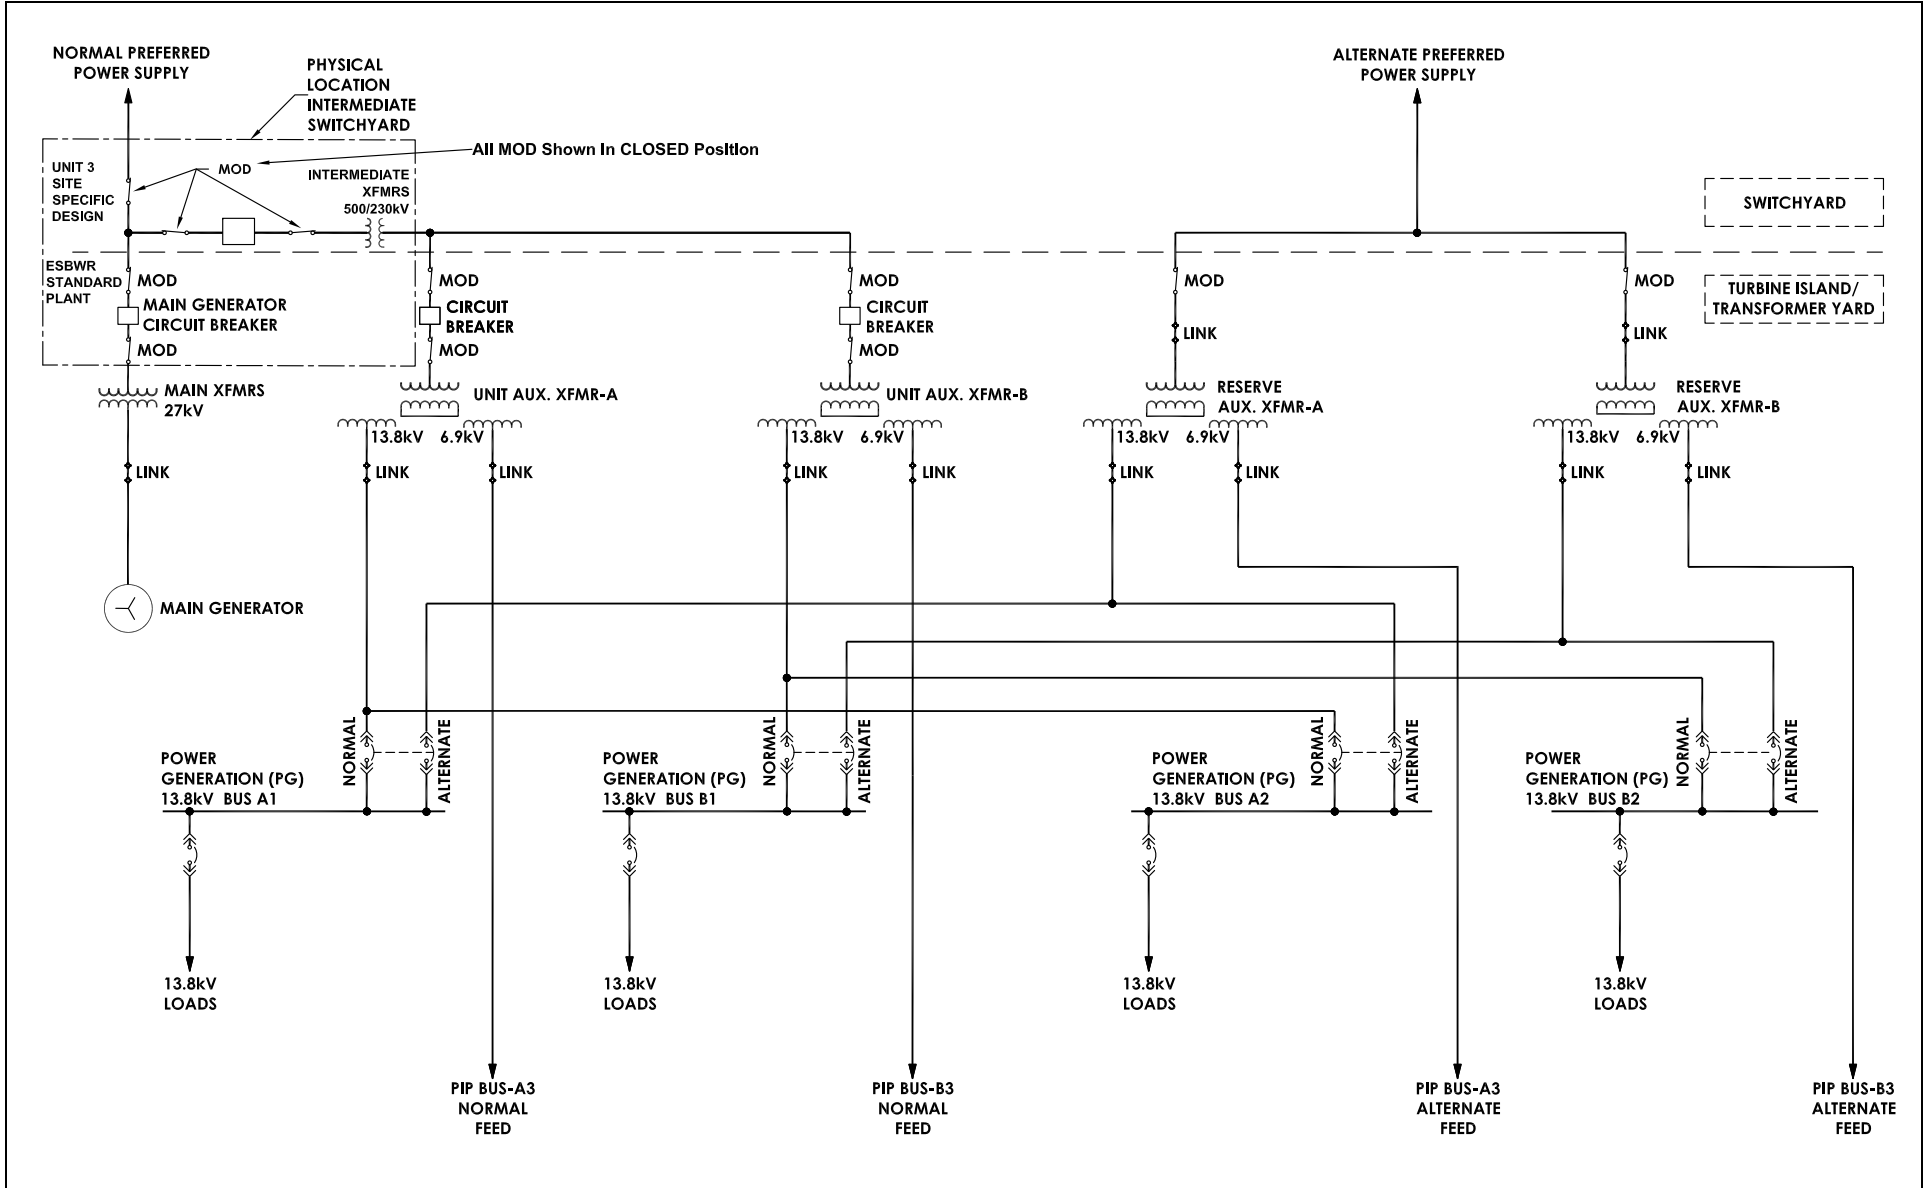 NORMAL PREFERRED
POWER SUPPLY
PHYSICAL
LOCATION
INTERMEDIATE
SWITCHYARD
ALTERNATE PREFERRED
POWER SUPPLY
All MOD Shown In CLOSED Position
UNIT 3
SITE
SPECIFIC
DESIGN
MOD
INTERMEDIATE
XFMRS
500/230kV
SWITCHYARD
ESBWR
STANDARD
PLANT
MOD
MAIN GENERATOR
CIRCUIT BREAKER
MOD
MOD
CIRCUIT
BREAKER
MOD
MOD
CIRCUIT
BREAKER
MOD
MOD
LINK
MOD
LINK
TURBINE ISLAND/
TRANSFORMER YARD
MAIN XFMRS
27kV
UNIT AUX. XFMR-A
UNIT AUX. XFMR-B
RESERVE
AUX. XFMR-A
RESERVE
AUX. XFMR-B
13.8kV
6.9kV
13.8kV
6.9kV
13.8kV
6.9kV
13.8kV
6.9kV
LINK
LINK
LINK
LINK
LINK
LINK
LINK
LINK
LINK
MAIN GENERATOR
POWER
GENERATION (PG)
13.8kV BUS A1
NORMAL
ALTERNATE
POWER
GENERATION (PG)
13.8kV BUS B1
NORMAL
ALTERNATE
POWER
GENERATION (PG)
13.8kV BUS A2
NORMAL
ALTERNATE
POWER
GENERATION (PG)
13.8kV BUS B2
NORMAL
ALTERNATE
13.8kV
LOADS
13.8kV
LOADS
13.8kV
LOADS
13.8kV
LOADS
PIP BUS-A3
NORMAL
FEED
PIP BUS-B3
NORMAL
FEED
PIP BUS-A3
ALTERNATE
FEED
PIP BUS-B3
ALTERNATE
FEED